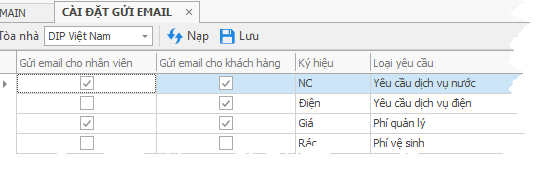 MAIN CÀI ĐẶT GỬI EMAIL ×
Tòa nhà DIP Việt Nam Nạp Lưu
Gửi email cho nhân viên Gửi email cho khách hàng Ký hiệu Loại yêu cầu
NC Yêu cầu dịch vụ nước
Điện Yêu cầu dịch vụ điện
Giá Phí quản lý
Rác Phí vệ sinh